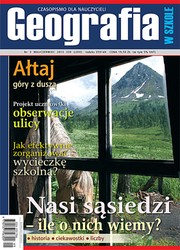 CZASOPISMO DLA NAUCZYCIELI
Geografia
W SZKOLE
Ałtaj
góry z duszą
Projekt uczniowski
obserwacje
ulicy
Jak efektywnie
zorganizować
wycieczkę
szkolną?
Nasi sąsiedzi
– ile o nich wiemy?
• historia • ciekawostki • liczby